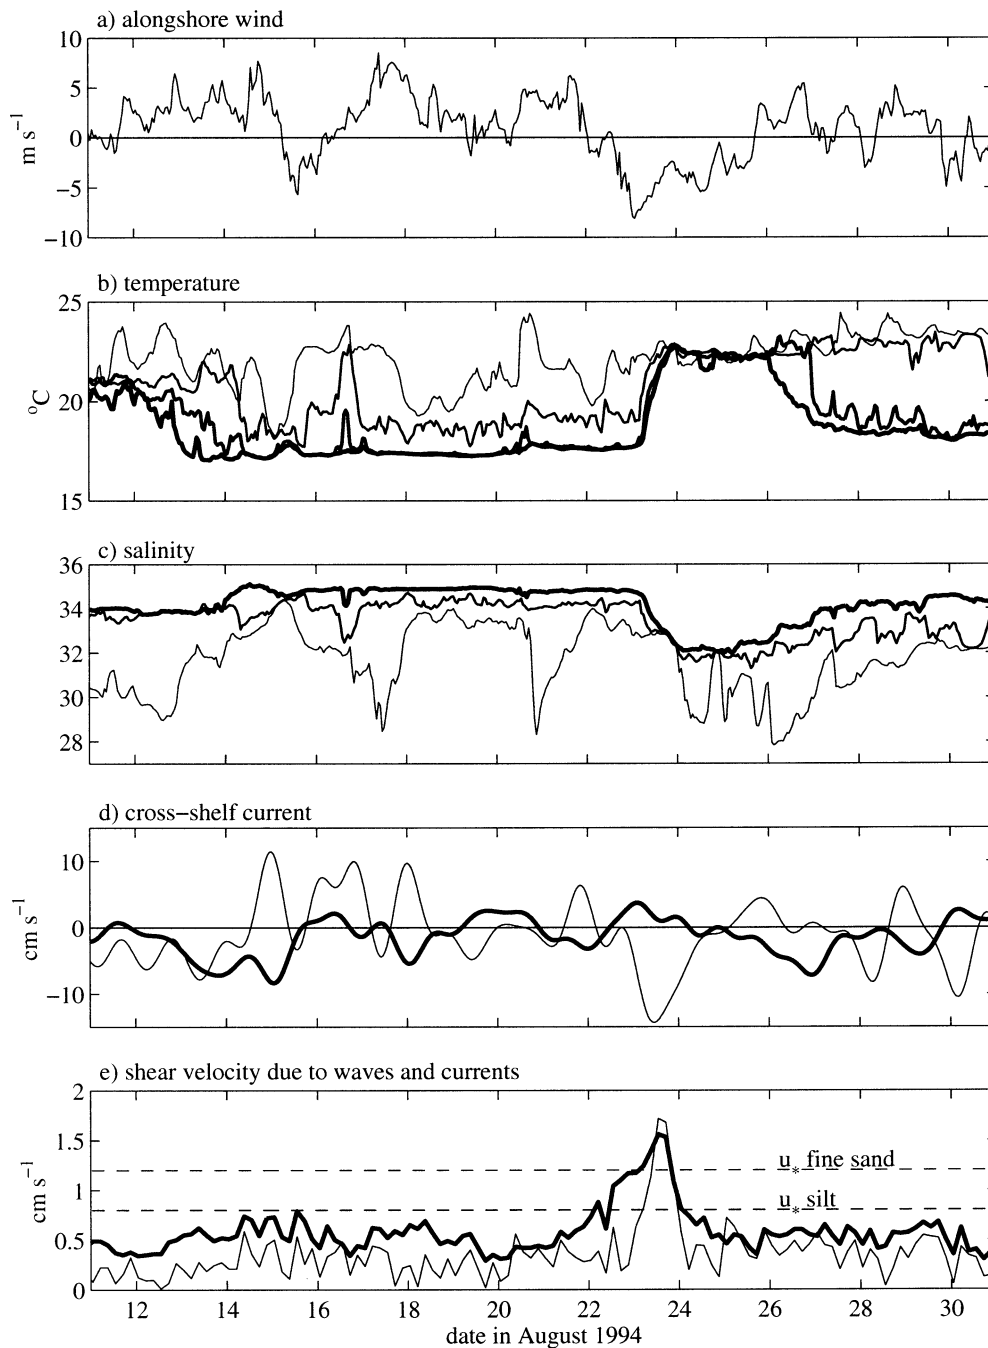 a) alongshore wind
10
5
0
−5
−10
m s⁻¹
b) temperature
25
20
15
°C
c) salinity
36
34
32
30
28
d) cross−shelf current
10
0
−10
cm s⁻¹
e) shear velocity due to waves and currents
2
1.5
1
0.5
0
cm s⁻¹
u* fine sand
u* silt
12 14 16 18 20 22 24 26 28 30
date in August 1994